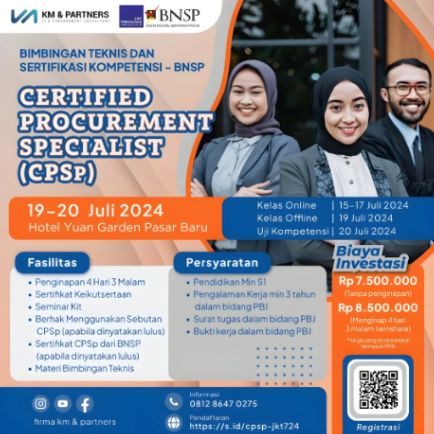 KM & PARTNERS
BNSP
BIMBINGAN TEKNIS DAN
SERTIFIKASI KOMPETENSI – BNSP
CERTIFIED
PROCUREMENT
SPECIALIST
(CPSp)
19-20 Juli 2024
Hotel Yuan Garden Pasar Baru
Kelas Online | 15-17 Juli 2024
Kelas Offline | 19 Juli 2024
Uji Kompetensi | 20 Juli 2024
Fasilitas
• Penginapan 4 Hari 3 Malam
• Sertifikat Keikutsertaan
• Seminar Kit
• Berhak Menggunakan Sebutan
CPSp (apabila dinyatakan lulus)
• Sertifikat CPSp dari BNSP
(apabila dinyatakan lulus)
• Materi Bimbingan Teknis
Persyaratan
• Pendidikan Min S1
• Pengalaman Kerja min 3 tahun
dalam bidang PBJ
• Surat tugas dalam bidang PBJ
• Bukti kerja dalam bidang PBJ
Biaya
Investasi
Rp 7.500.000
(Tanpa penginapan)
Rp 8.500.000
(Menginap 4 hari
3 malam twinshare)
Registrasi
firma km & partners
Informasi
0812 8647 0275
Pendaftaran
https://s.id/cpsp-jkt724